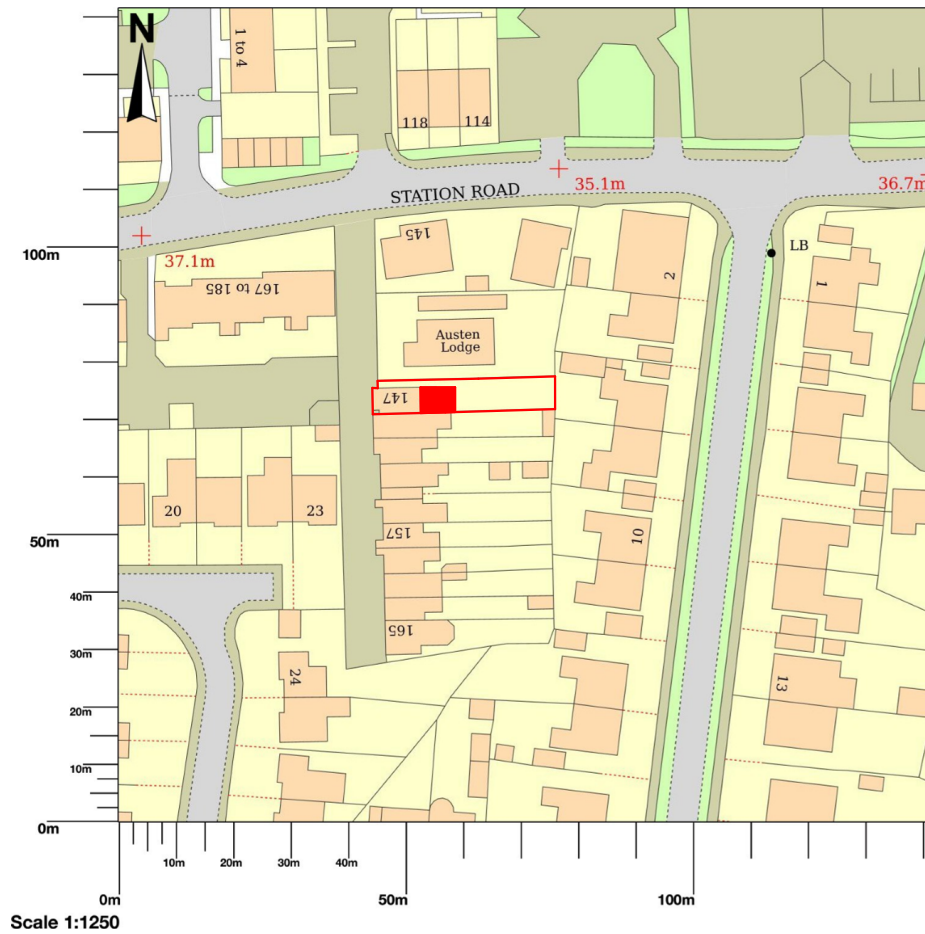 N
1 to 4
118
114
STATION ROAD
35.1m
36.7m
37.1m
145
2
LB
1
100m
167 to 185
Austen
Lodge
147
20
23
157
10
50m
40m
165
30m
24
13
20m
10m
0m
10m
20m
30m
40m
0m
50m
100m
Scale 1:1250